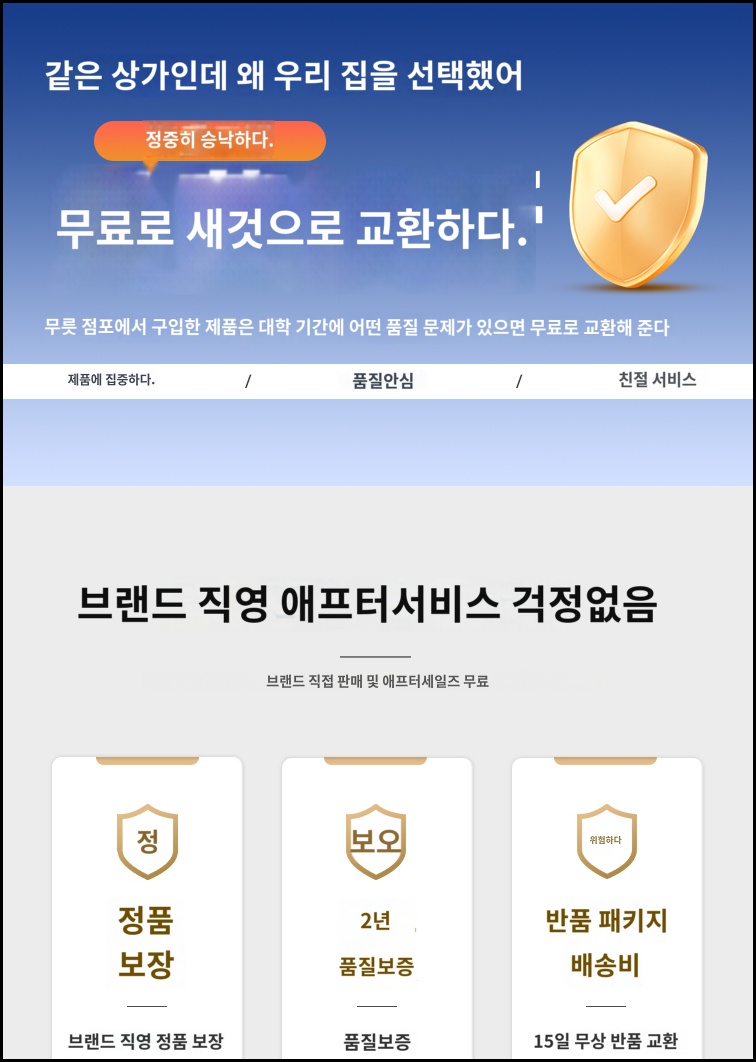 같은 상가인데 왜 우리 집을 선택했어
정중히 승낙하다.
무료로 새것으로 교환하다.
무릇 점포에서 구입한 제품은 대학 기간에 어떤 품질 문제가 있으면 무료로 교환해 준다
제품에 집중하다. / 품질안심 / 친절 서비스
브랜드 직영 애프터서비스 걱정없음
브랜드 직접 판매 및 애프터세일즈 무료
정
정품
보장
브랜드 직영 정품 보장
보오
2년
품질보증
품질보증
위험하다
반품 패키지
배송비
15일 무상 반품 교환